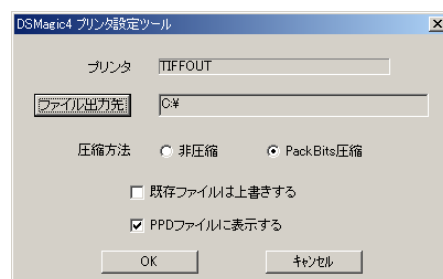 DSMagic4 プリンタ設定ツール
プリンタ TIFFOUT
ファイル出力先 C:¥
圧縮方法 非圧縮 PackBits圧縮
既存ファイルは上書きする
PPDファイルに表示する
OK キャンセル